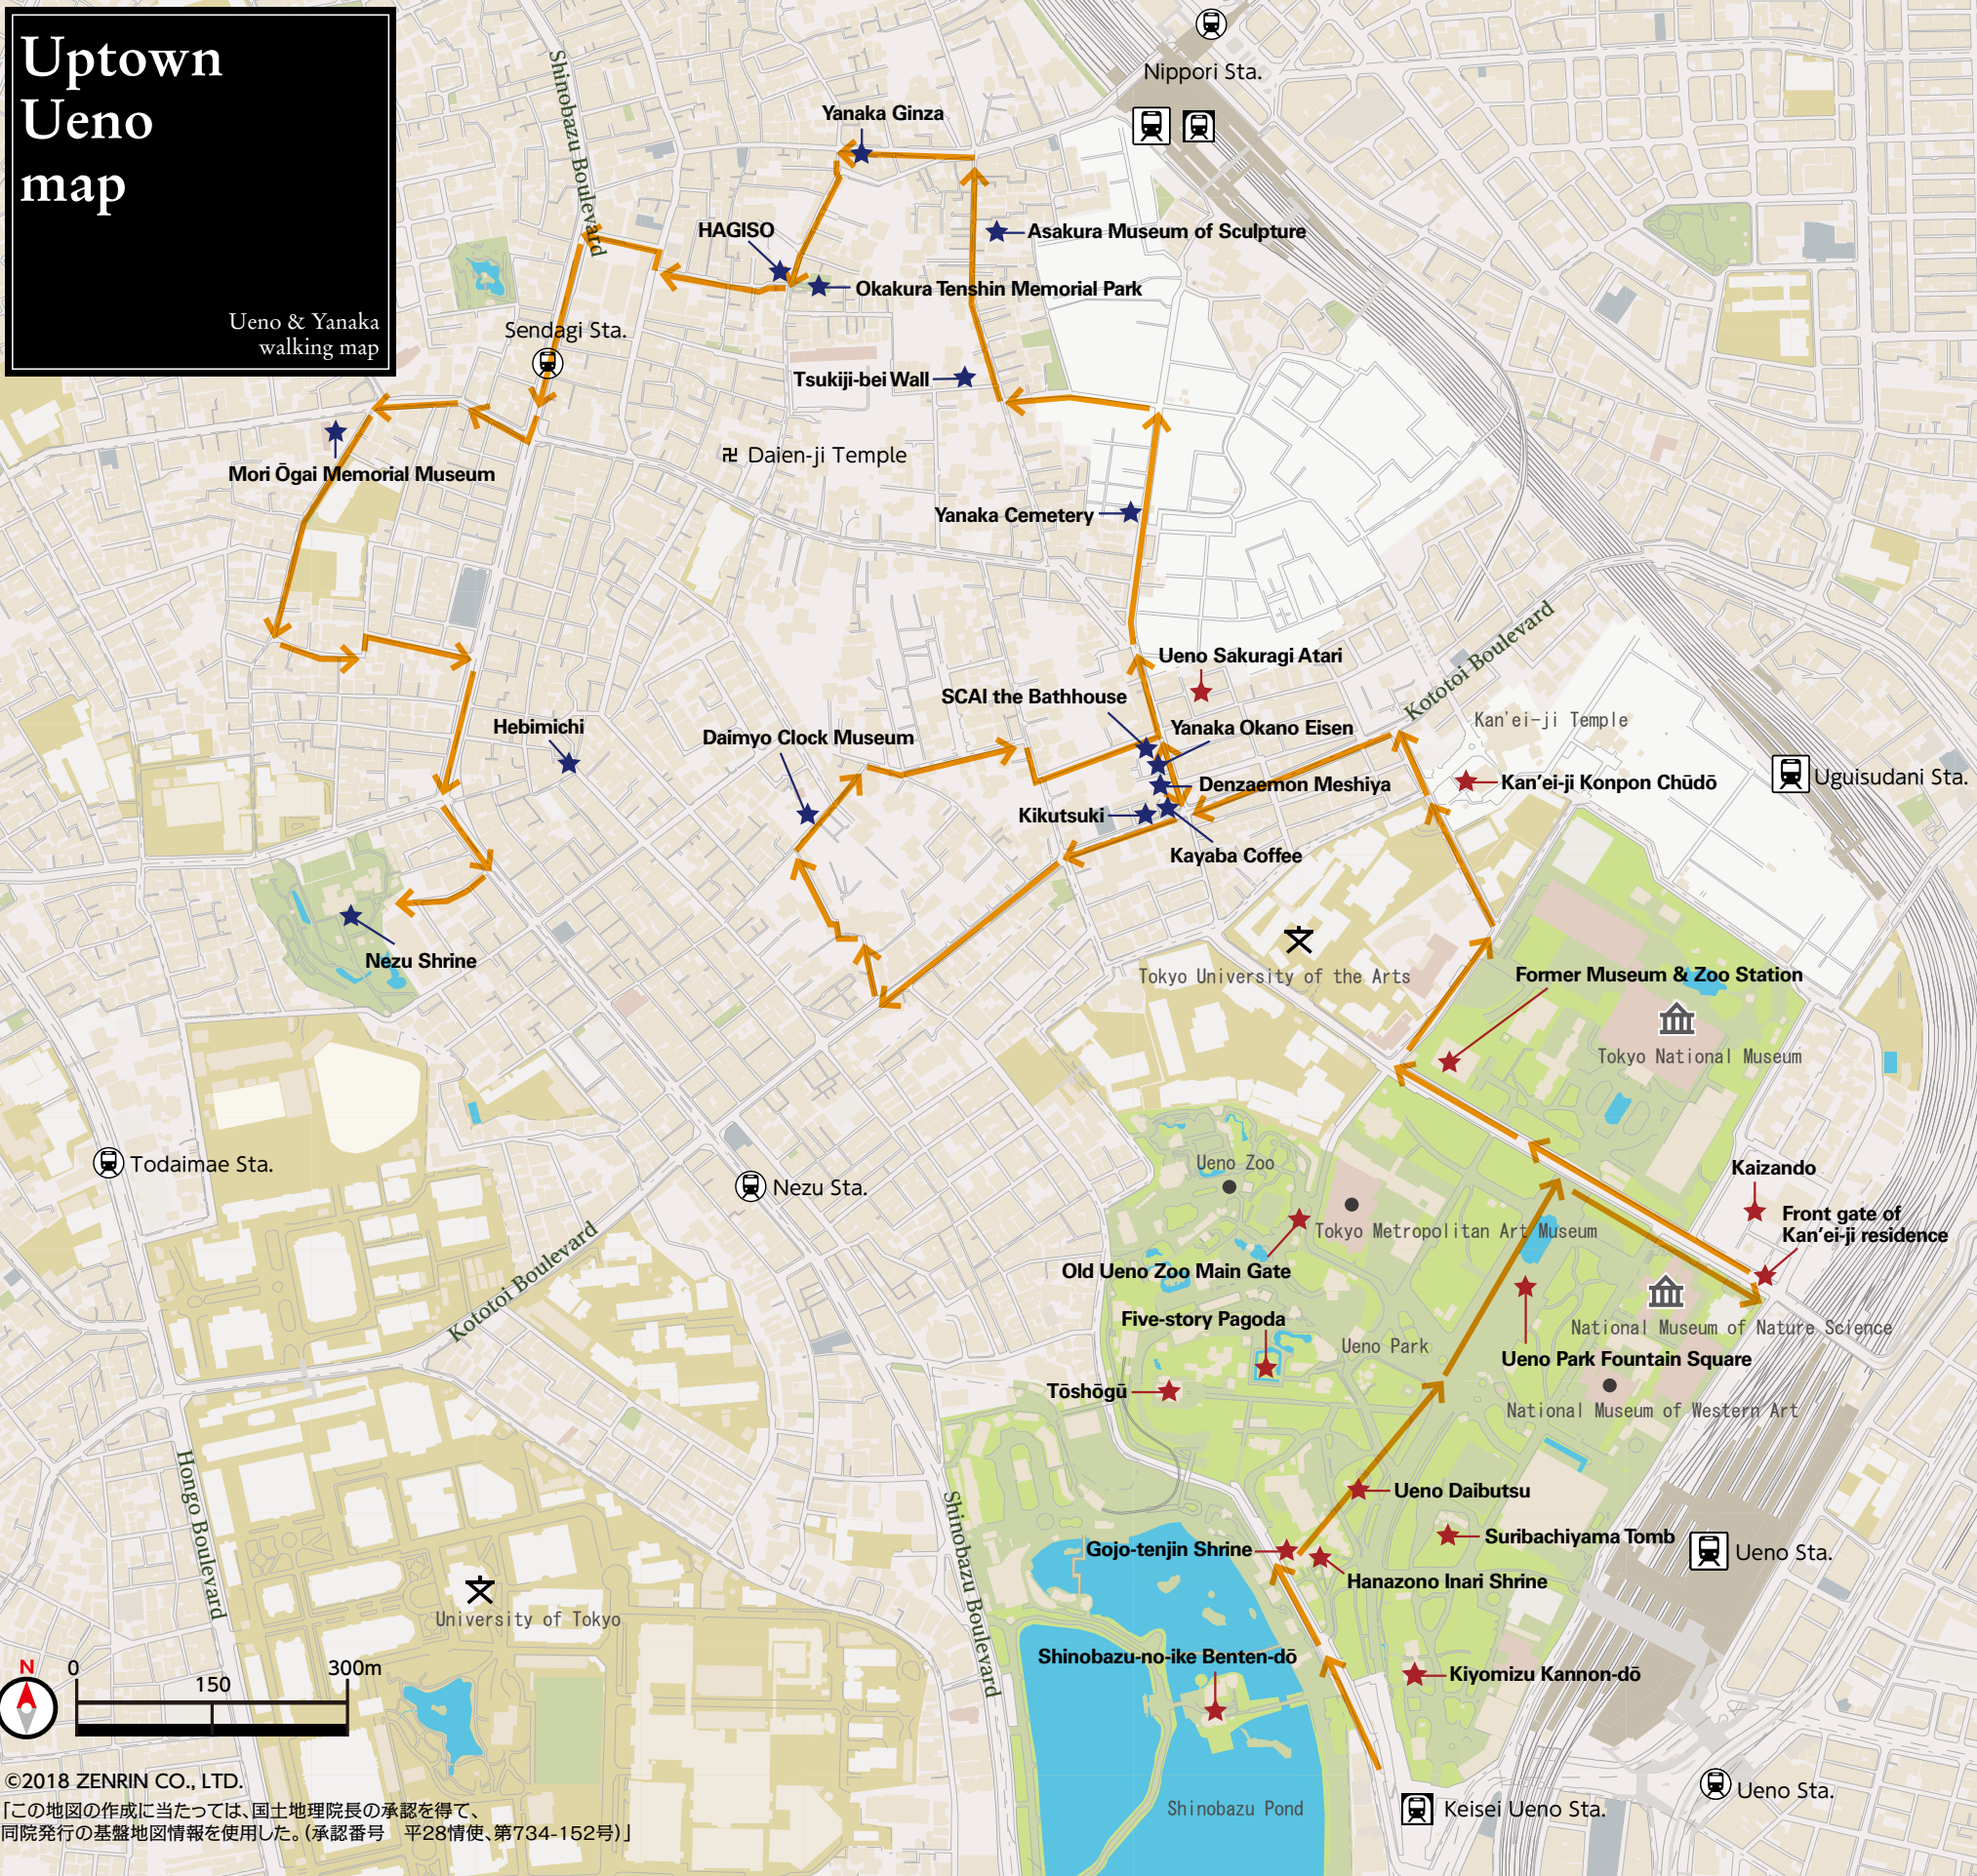 Uptown
Ueno
map
Ueno & Yanaka
walking map
Nippori Sta.
Shinobazu Boulevard
Yanaka Ginza
HAGISO
Asakura Museum of Sculpture
Okakura Tenshin Memorial Park
Sendagi Sta.
Tsukiji-bei Wall
Mori Ōgai Memorial Museum
卍 Daien-ji Temple
Yanaka Cemetery
Kototoi Boulevard
Ueno Sakuragi Atari
SCAI the Bathhouse
Kan'ei-ji Temple
Hebimichi
Yanaka Okano Eisen
Daimyo Clock Museum
Uguisudani Sta.
Kan'ei-ji Konpon Chūdō
Denzaemon Meshiya
Kikutsuki
Kayaba Coffee
Nezu Shrine
Tokyo University of the Arts
Former Museum & Zoo Station
Tokyo National Museum
Todaimae Sta.
Nezu Sta.
Ueno Zoo
Kaizando
Front gate of
Kan'ei-ji residence
Tokyo Metropolitan Art Museum
Old Ueno Zoo Main Gate
Kototoi Boulevard
Five-story Pagoda
National Museum of Nature Science
Ueno Park
Ueno Park Fountain Square
Tōshōgū
National Museum of Western Art
Hongo Boulevard
Shinobazu Boulevard
Ueno Daibutsu
Suribachiyama Tomb
Gojo-tenjin Shrine
Ueno Sta.
Hanazono Inari Shrine
University of Tokyo
Shinobazu-no-ike Benten-dō
Kiyomizu Kannon-dō
N
0
150
300m
Ueno Sta.
Shinobazu Pond
Keisei Ueno Sta.
©2018 ZENRIN CO., LTD.
「この地図の作成に当たっては、国土地理院長の承認を得て、
同院発行の基盤地図情報を使用した。（承認番号　平28情使、第734-152号）」